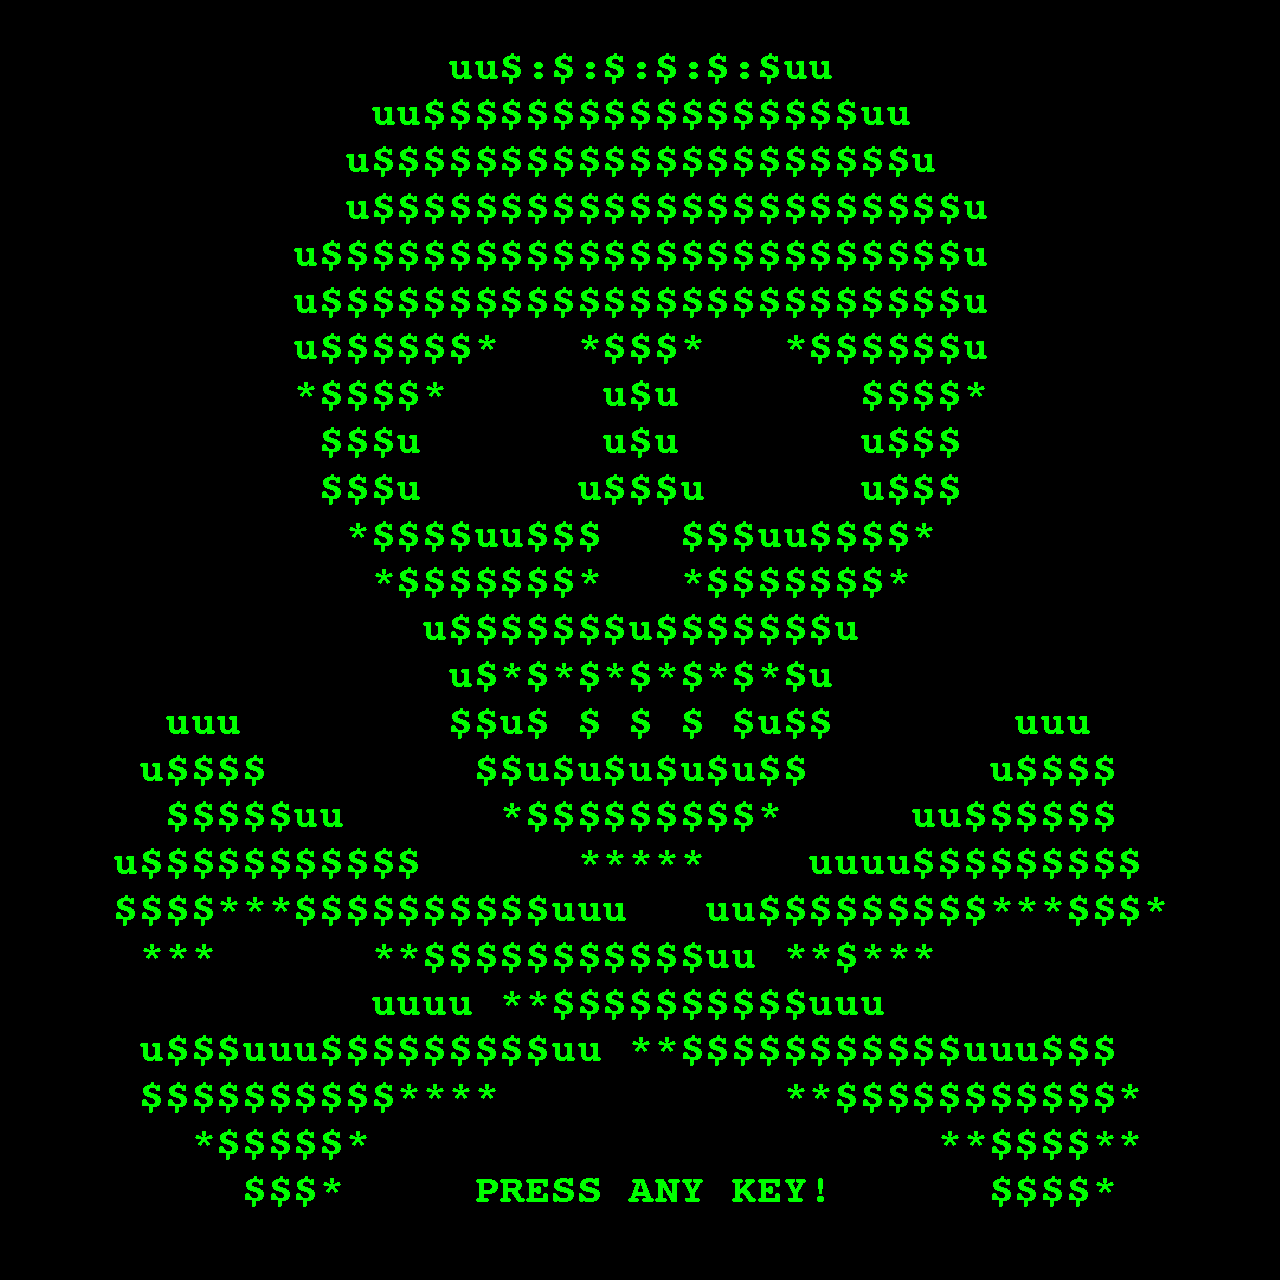 uu$:$:$:$:$:$uu
uu$$$$$$$$$$$$$$$$$uu
u$$$$$$$$$$$$$$$$$$$$$u
u$$$$$$$$$$$$$$$$$$$$$$$u
u$$$$$$$$$$$$$$$$$$$$$$$$$u
u$$$$$$$$$$$$$$$$$$$$$$$$$u
u$$$$$$*   *$$$*   *$$$$$$u
*$$$$*      u$u       $$$$*
$$$u       u$u       u$$$
$$$u      u$$$u      u$$$
*$$$$uu$$$   $$$uu$$$$*
*$$$$$$$*   *$$$$$$$*
u$$$$$$$u$$$$$$$u
u$*$*$*$*$*$*$u
uuu        $$u$ $ $ $ $u$$       uuu
u$$$$        $$u$u$u$u$u$$       u$$$$
$$$$$uu      *$$$$$$$$$*     uu$$$$$$
u$$$$$$$$$$$      *****    uuuu$$$$$$$$$
$$$$***$$$$$$$$$$uuu   uu$$$$$$$$$***$$$*
***      **$$$$$$$$$$$uu **$***
uuuu **$$$$$$$$$$uuu
u$$$uuu$$$$$$$$$uu **$$$$$$$$$$$uuu$$$
$$$$$$$$$$****           **$$$$$$$$$$$*
*$$$$$*                      **$$$$**
$$$*     PRESS ANY KEY!      $$$$*